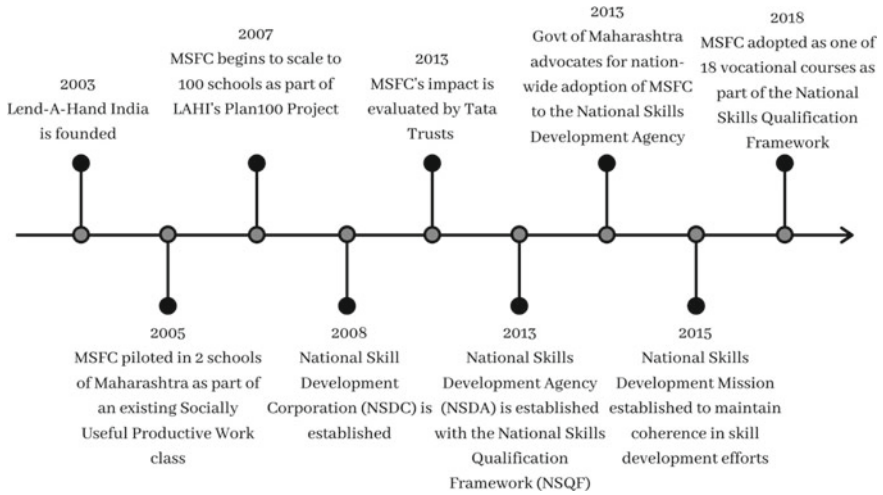 2003
Lend-A-Hand India
is founded
2005
MSFC piloted in 2 schools
of Maharashtra as part of
an existing Socially
Useful Productive Work
class
2007
MSFC begins to scale to
100 schools as part of
LAHI's Plan100 Project
2008
National Skill
Development
Corporation (NSDC) is
established
2013
MSFC's impact is
evaluated by Tata
Trusts
2013
National Skills
Development Agency
(NSDA) is established
with the National Skills
Qualification
Framework (NSQF)
2013
Govt of Maharashtra
advocates for nation-
wide adoption of MSFC
to the National Skills
Development Agency
2015
National Skills
Development Mission
established to maintain
coherence in skill
development efforts
2018
MSFC adopted as one of
18 vocational courses as
part of the National
Skills Qualification
Framework